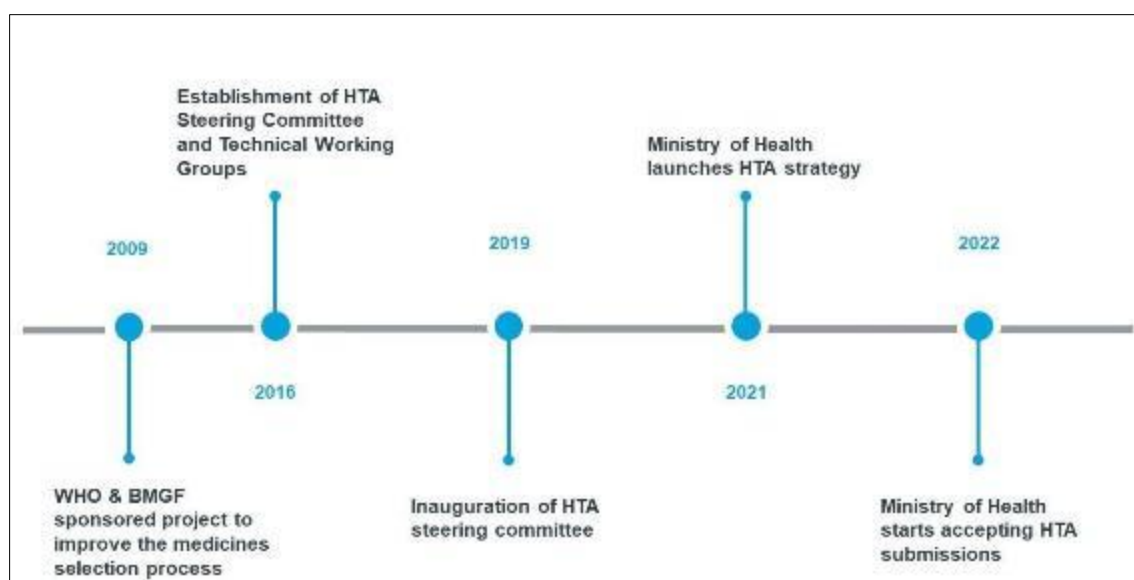 Establishment of HTA
Steering Committee
and Technical Working
Groups
Ministry of Health
launches HTA strategy
2009
2019
2022
2016
2021
WHO & BMGF
sponsored project to
improve the medicines
selection process
Inauguration of HTA
steering committee
Ministry of Health
starts accepting HTA
submissions